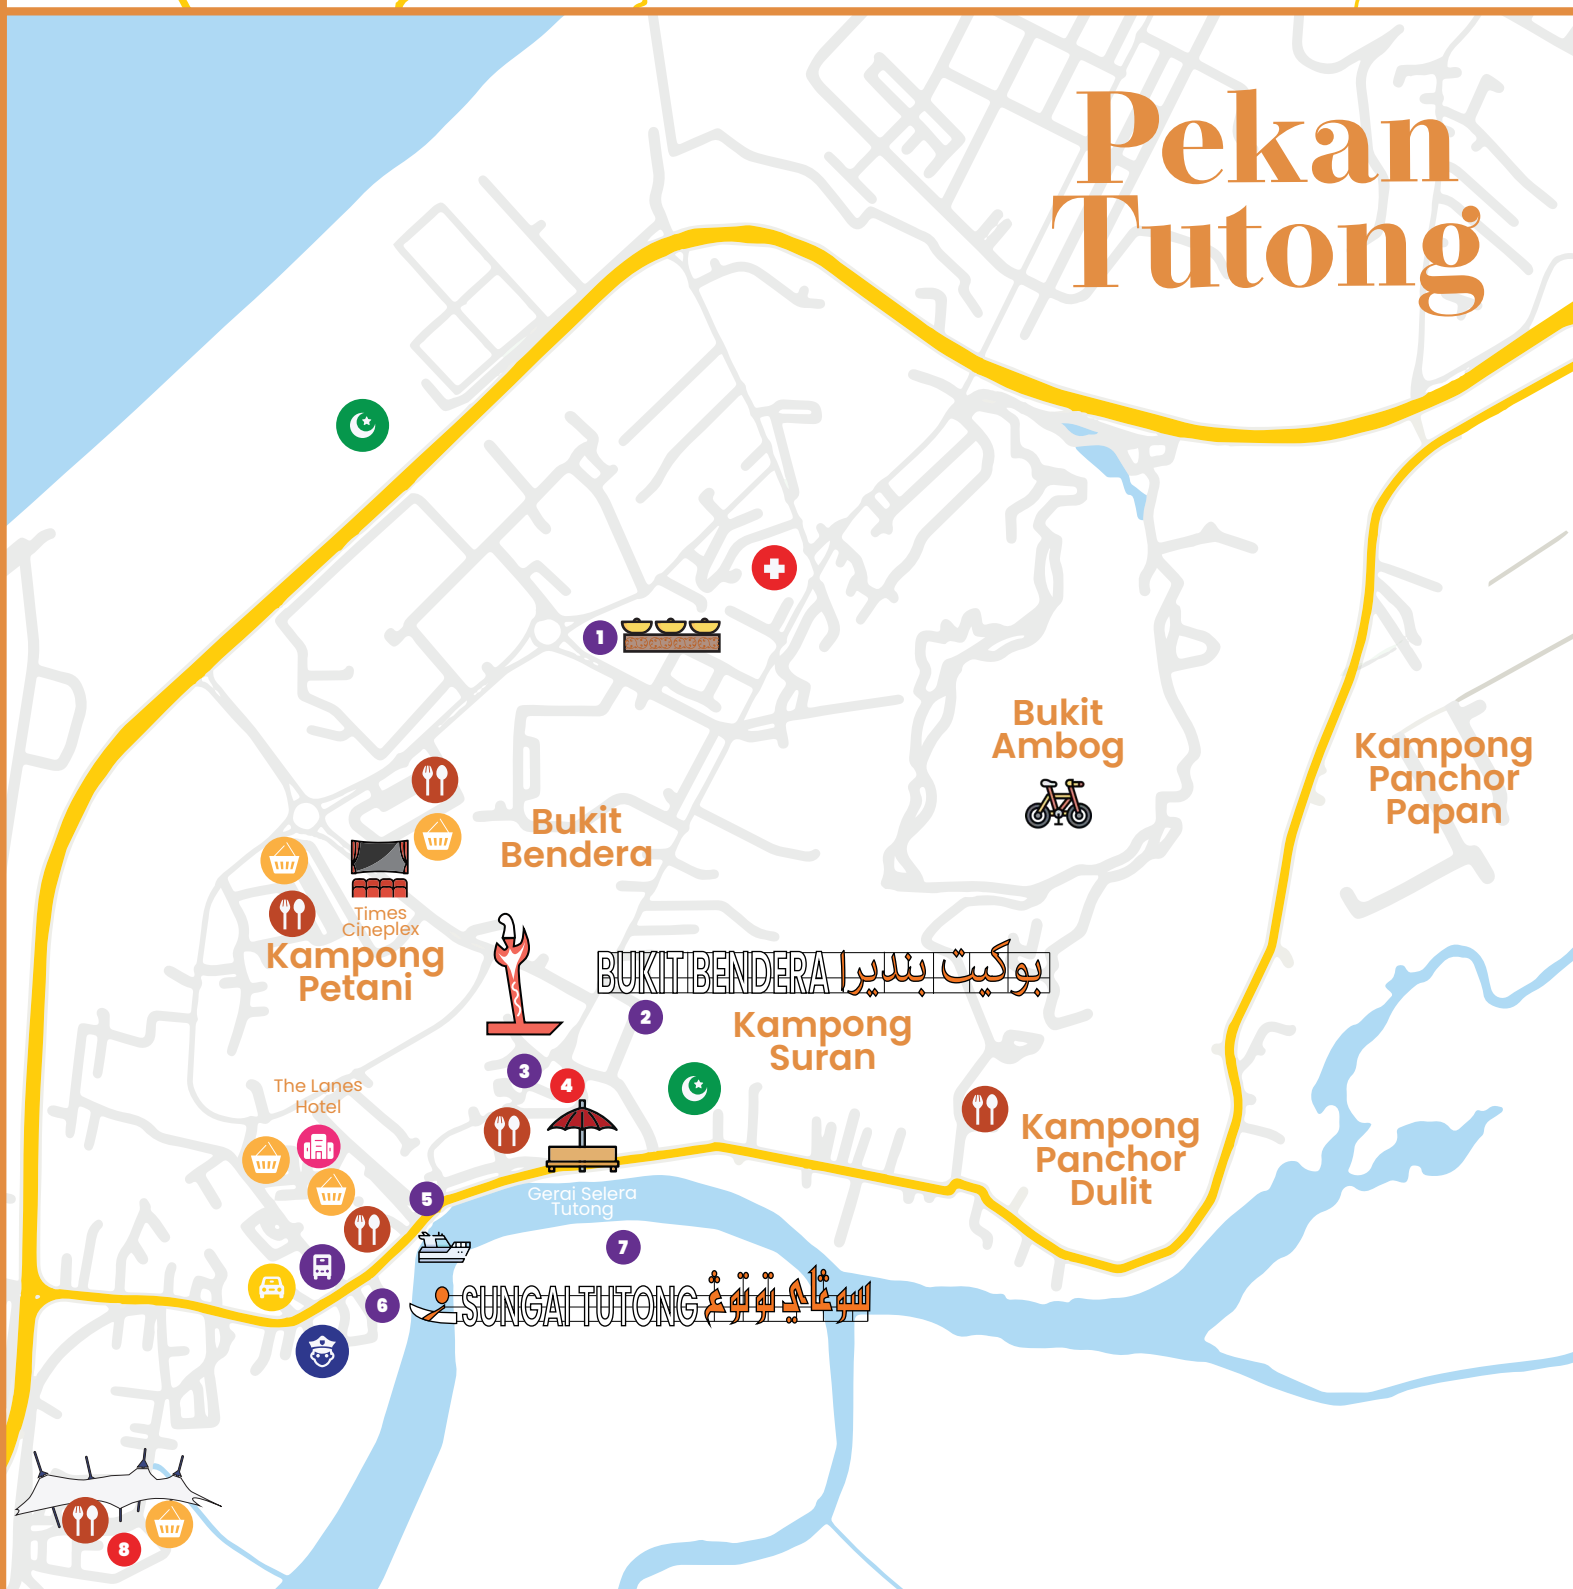 Pekan
Tutong
1
Bukit
Ambog
Kampong
Panchor
Papan
Bukit
Bendera
Times
Cineplex
Kampong
Petani
BUKIT BENDERA بوكيت بنديرا
2
Kampong
Suran
3
4
The Lanes
Hotel
Kampong
Panchor
Dulit
5
Gerai Selera
Tutong
7
6
SUNGAI TUTONG سوڠاي توتوڠ
8